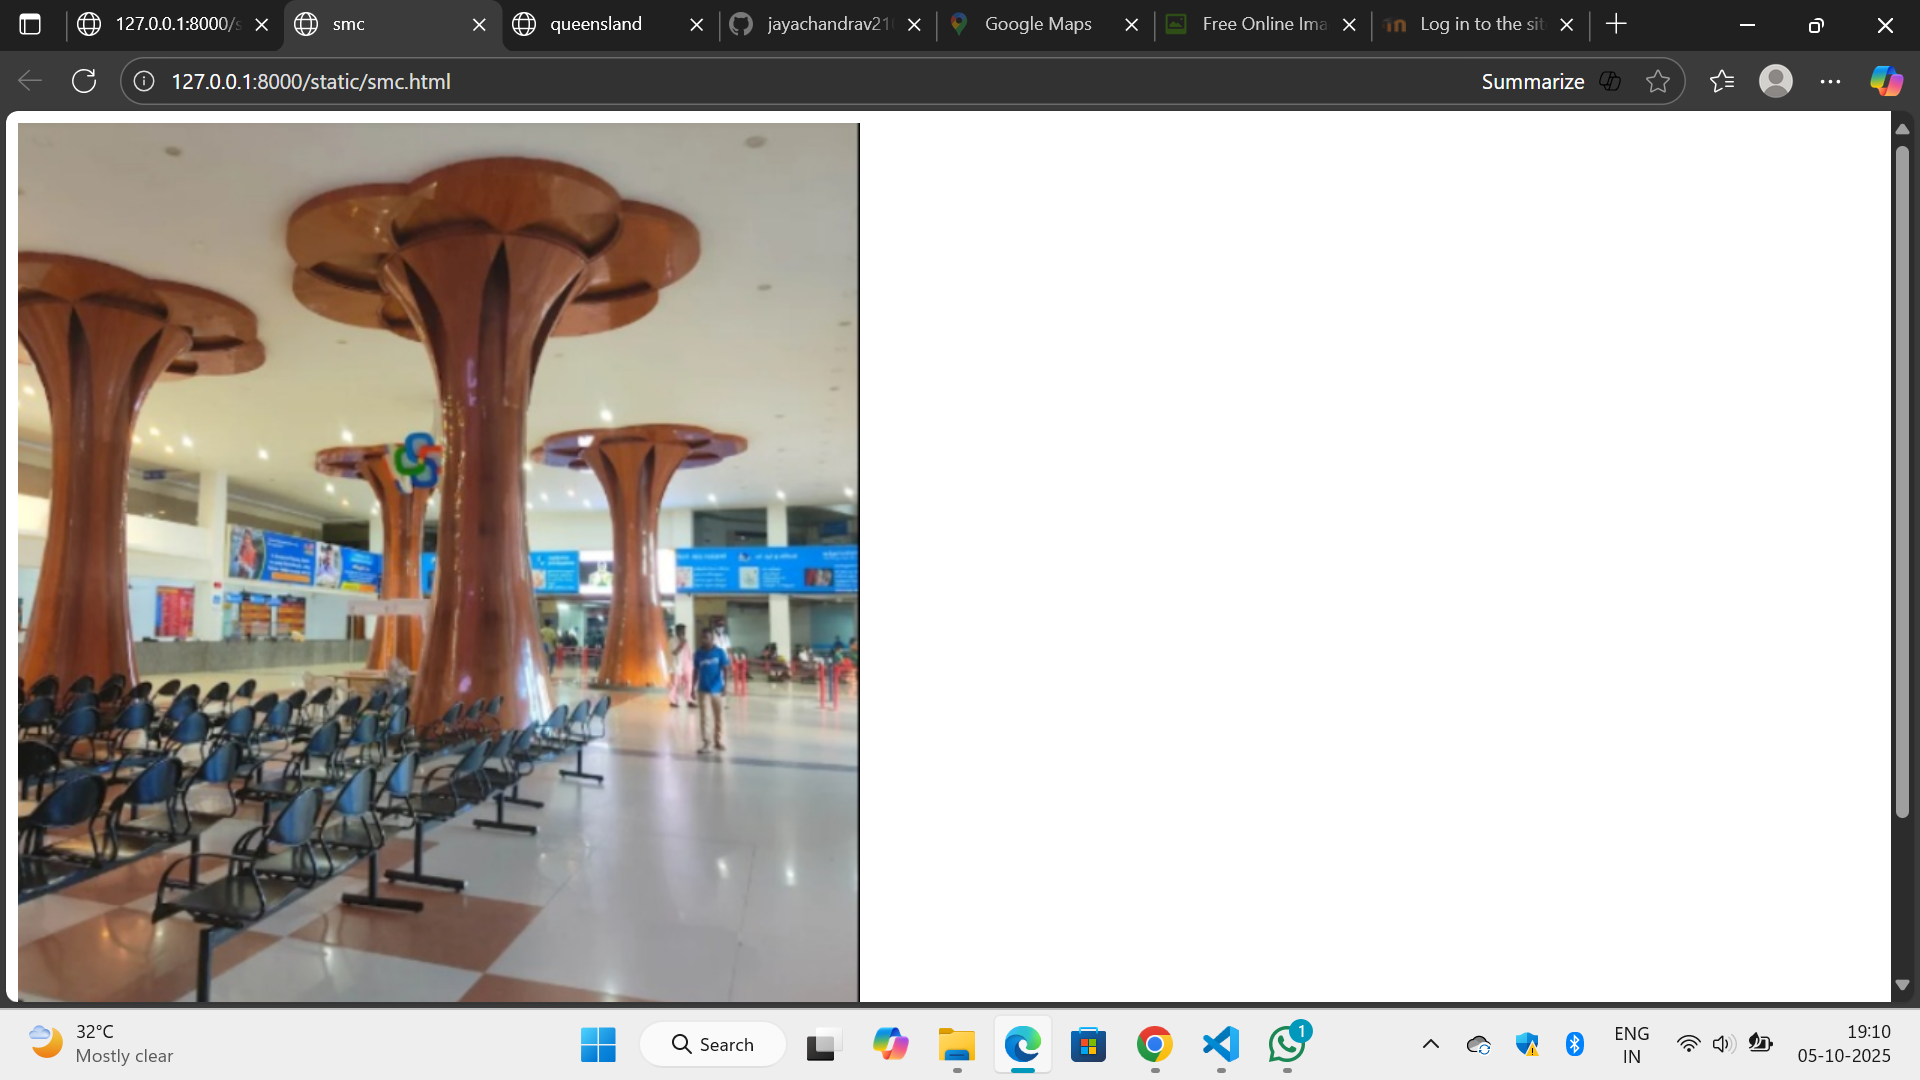 127.0.0.1:8000/s
smc
queensland
jayachandrav21
Google Maps
Free Online Ima
Log in to the sit
127.0.0.1:8000/static/smc.html
Summarize
32°C
Mostly clear
Search
1
ENG
IN
19:10
05-10-2025